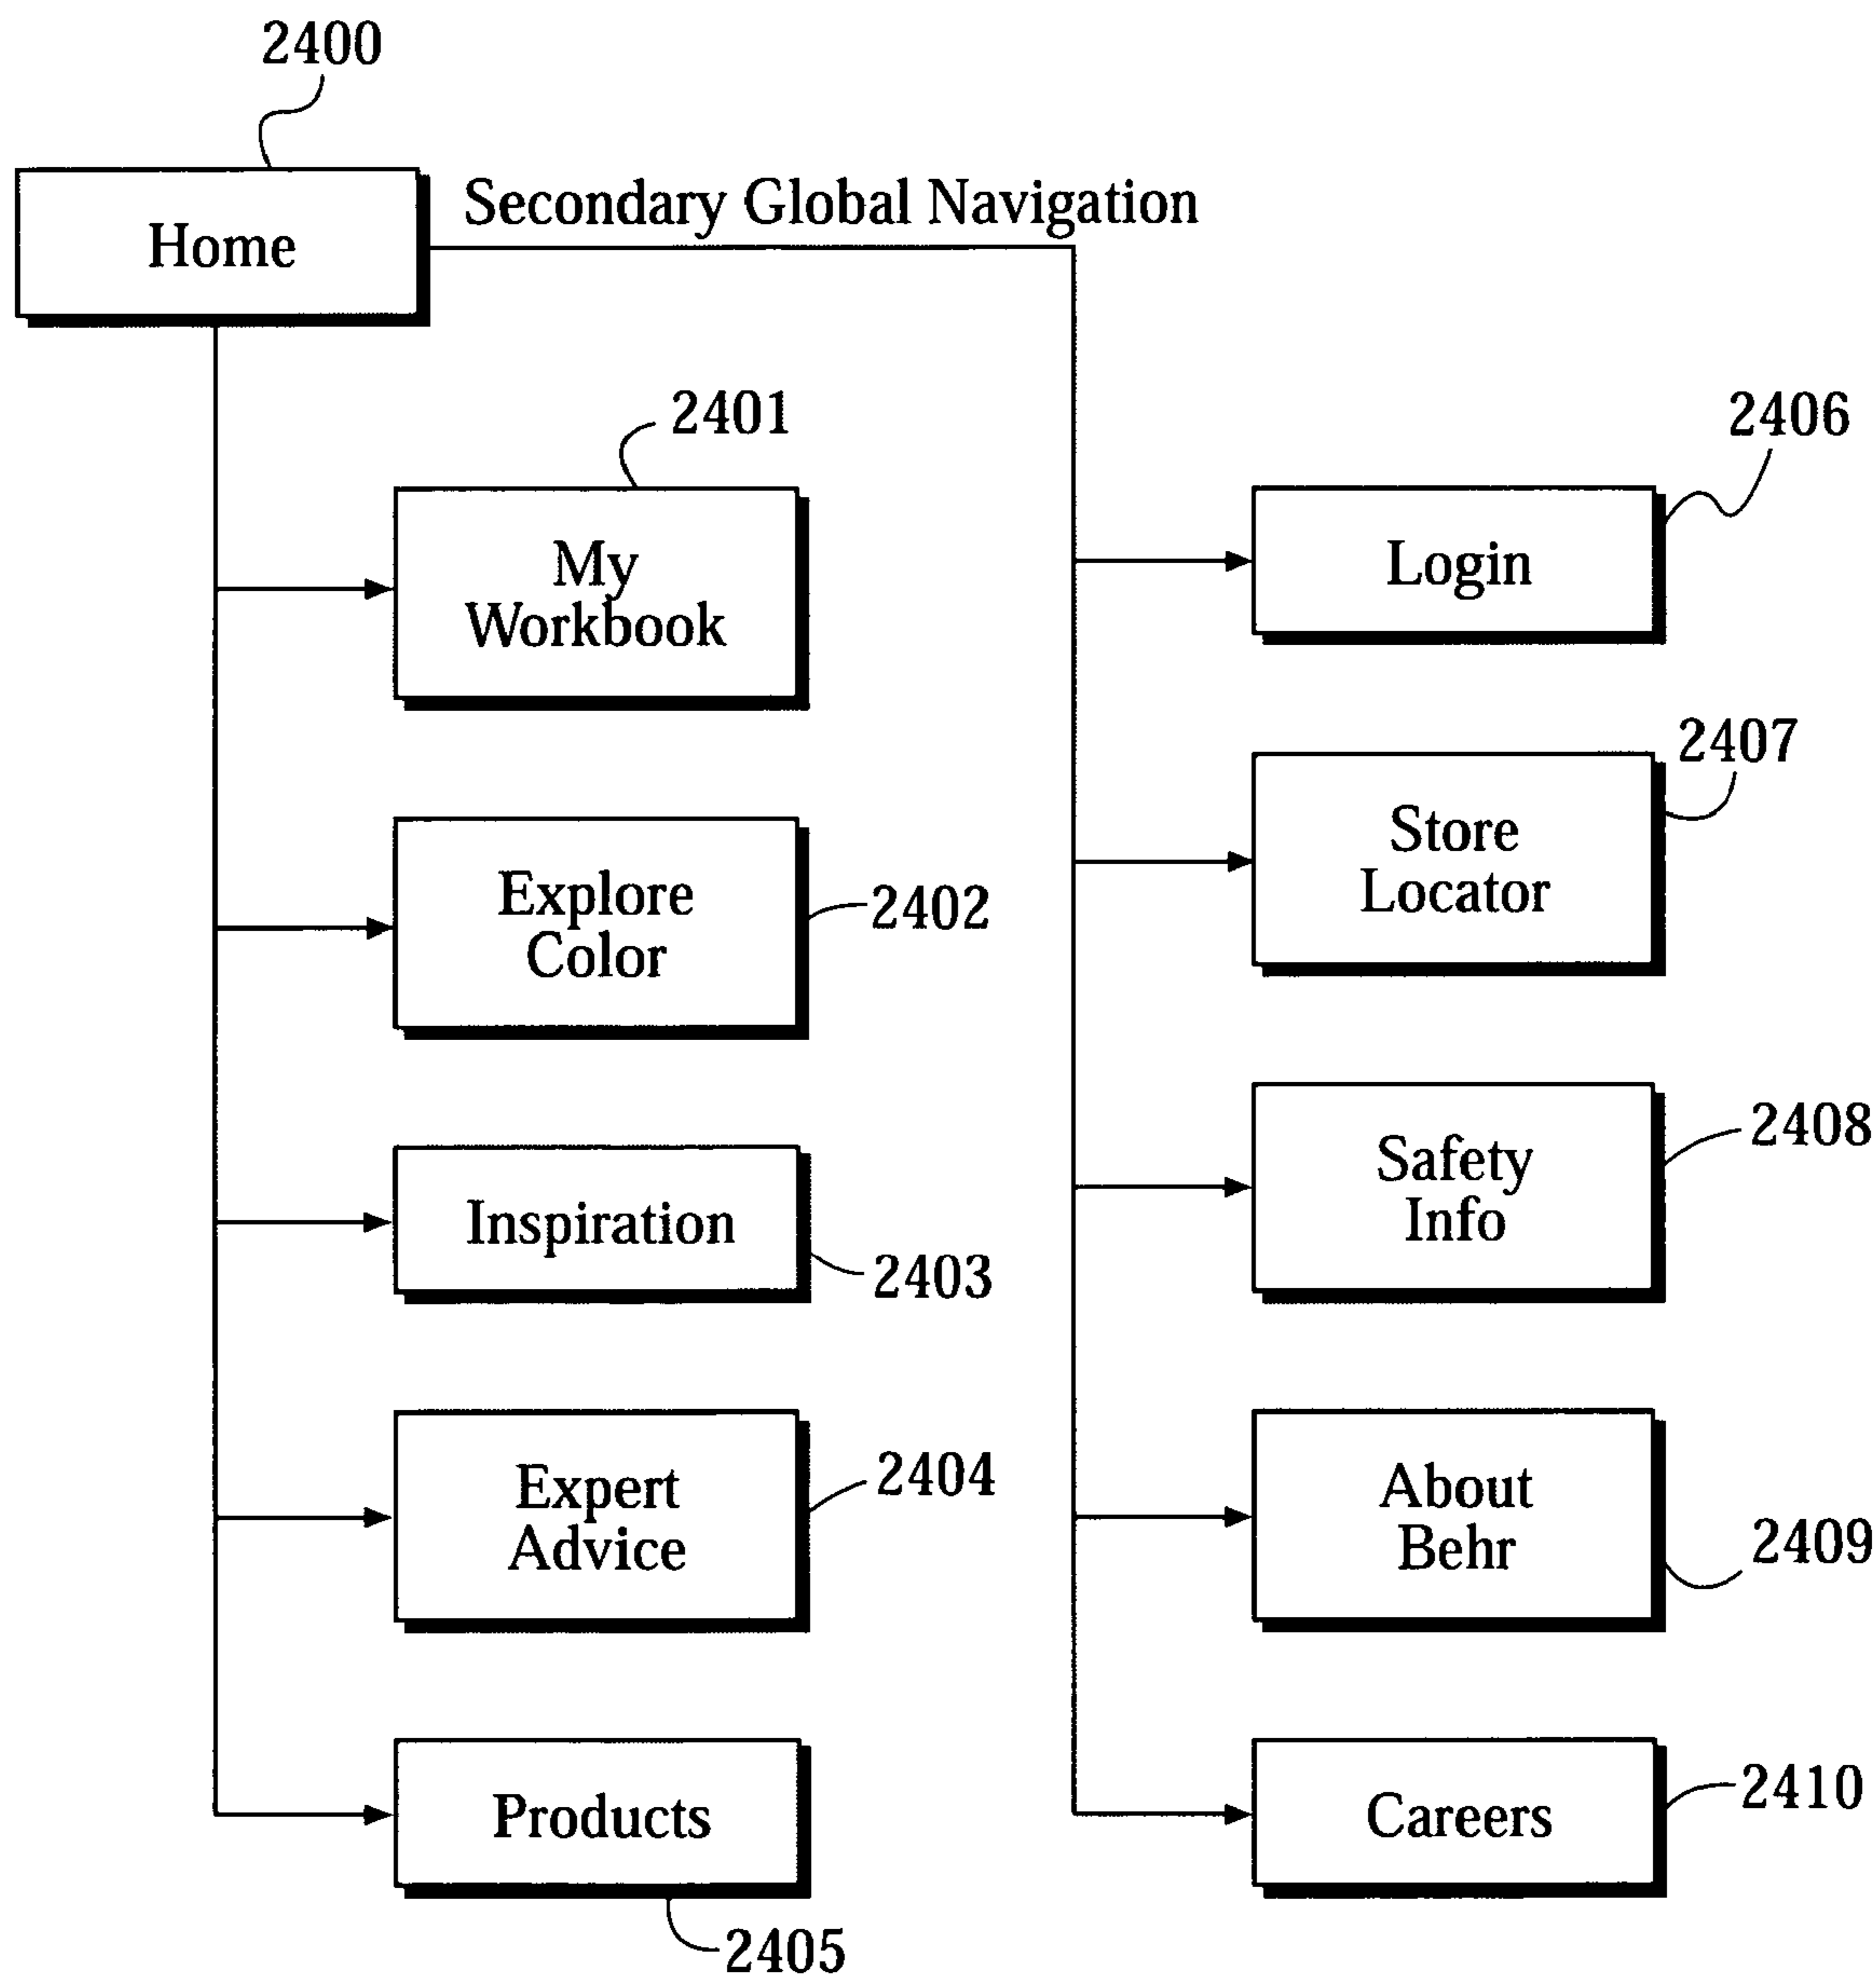 2400
Home
Secondary Global Navigation
2401
My
Workbook
Explore
Color
2402
Inspiration
2403
Expert
Advice
2404
Products
2405
2406
Login
2407
Store
Locator
2408
Safety
Info
About
Behr
2409
Careers
2410